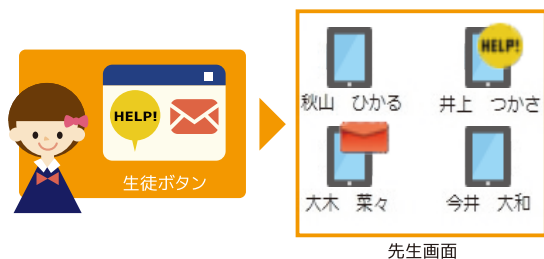 HELP!
生徒ボタン
HELP!
秋山　ひかる
井上　つかさ
大木　菜々
今井　大和
先生画面